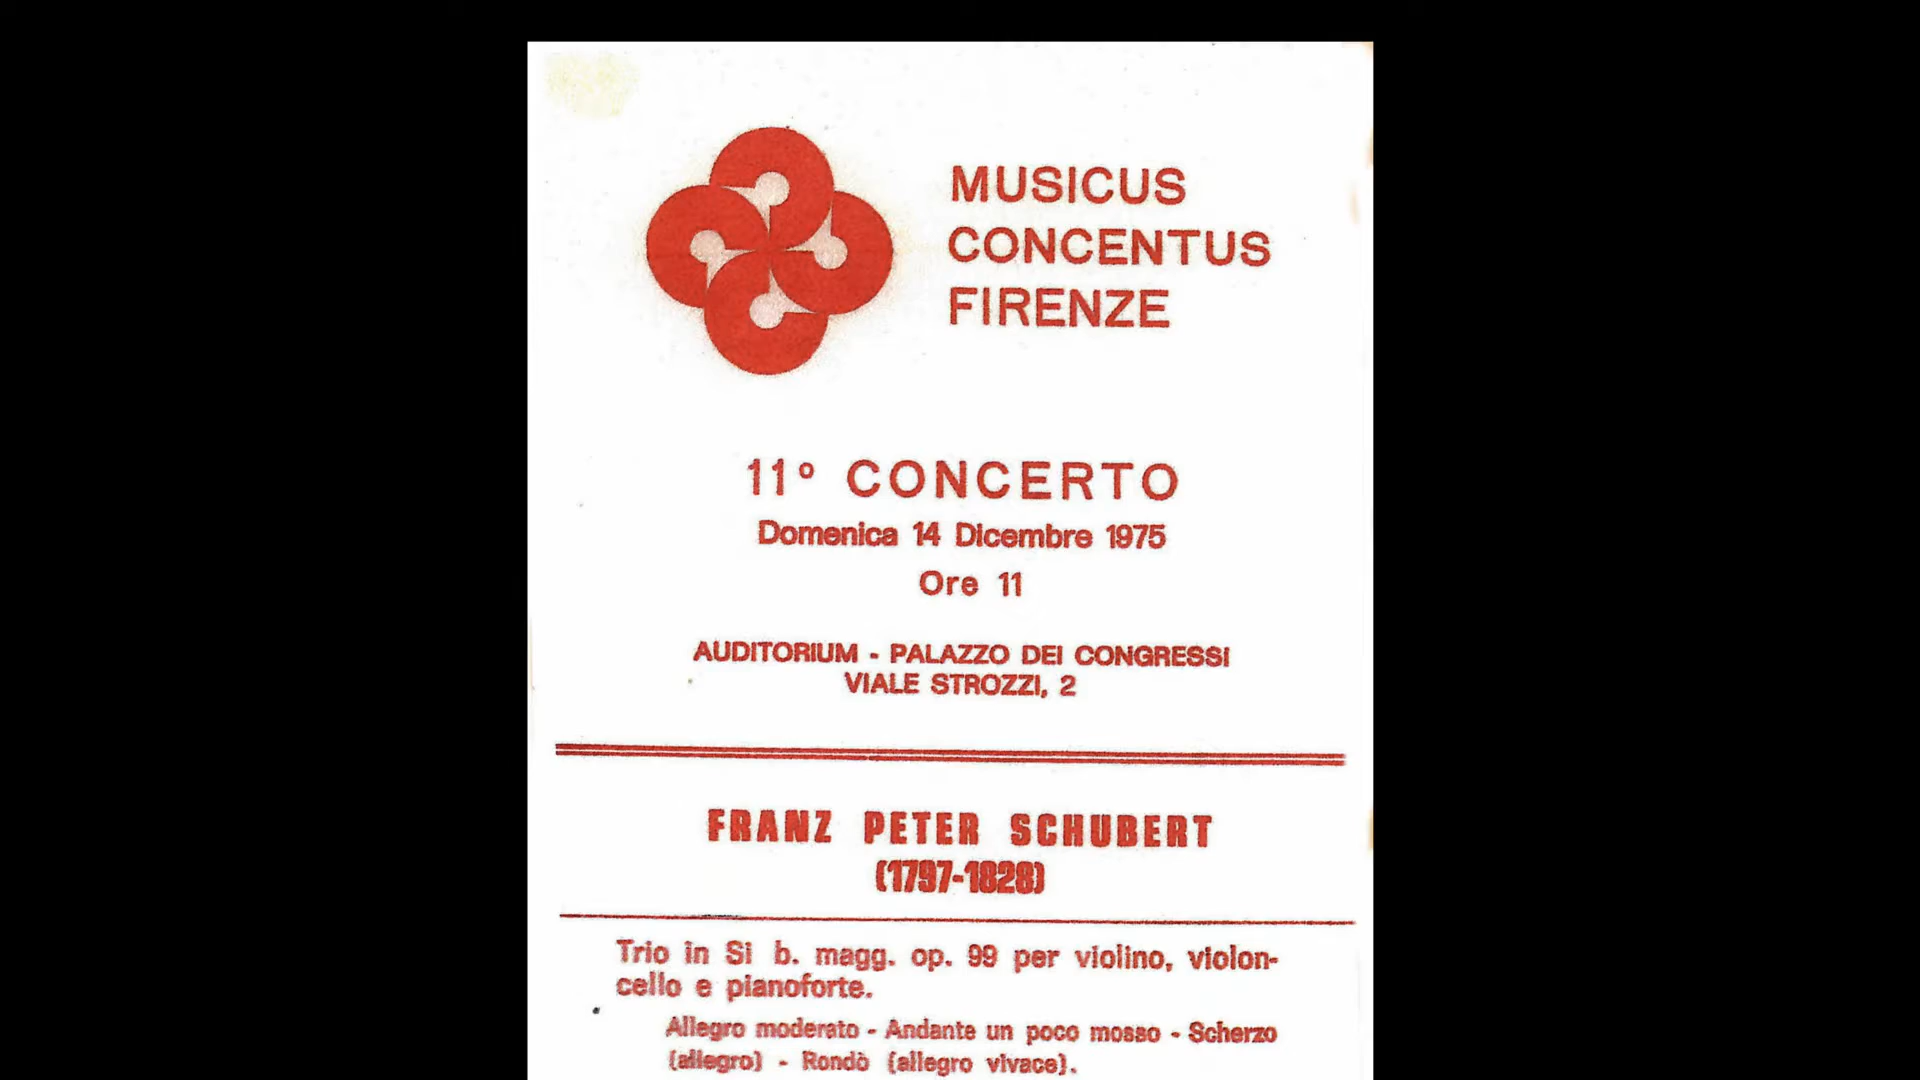 MUSICUS
CONCENTUS
FIRENZE
11º CONCERTO
Domenica 14 Dicembre 1975
Ore 11
AUDITORIUM - PALAZZO DEI CONGRESSI
VIALE STROZZI, 2
FRANZ PETER SCHUBERT
(1797-1828)
Trio in Si b. magg. op. 99 per violino, violon-
cello e pianoforte.
Allegro moderato - Andante un poco mosso - Scherzo
(allegro) - Rondò (allegro vivace).